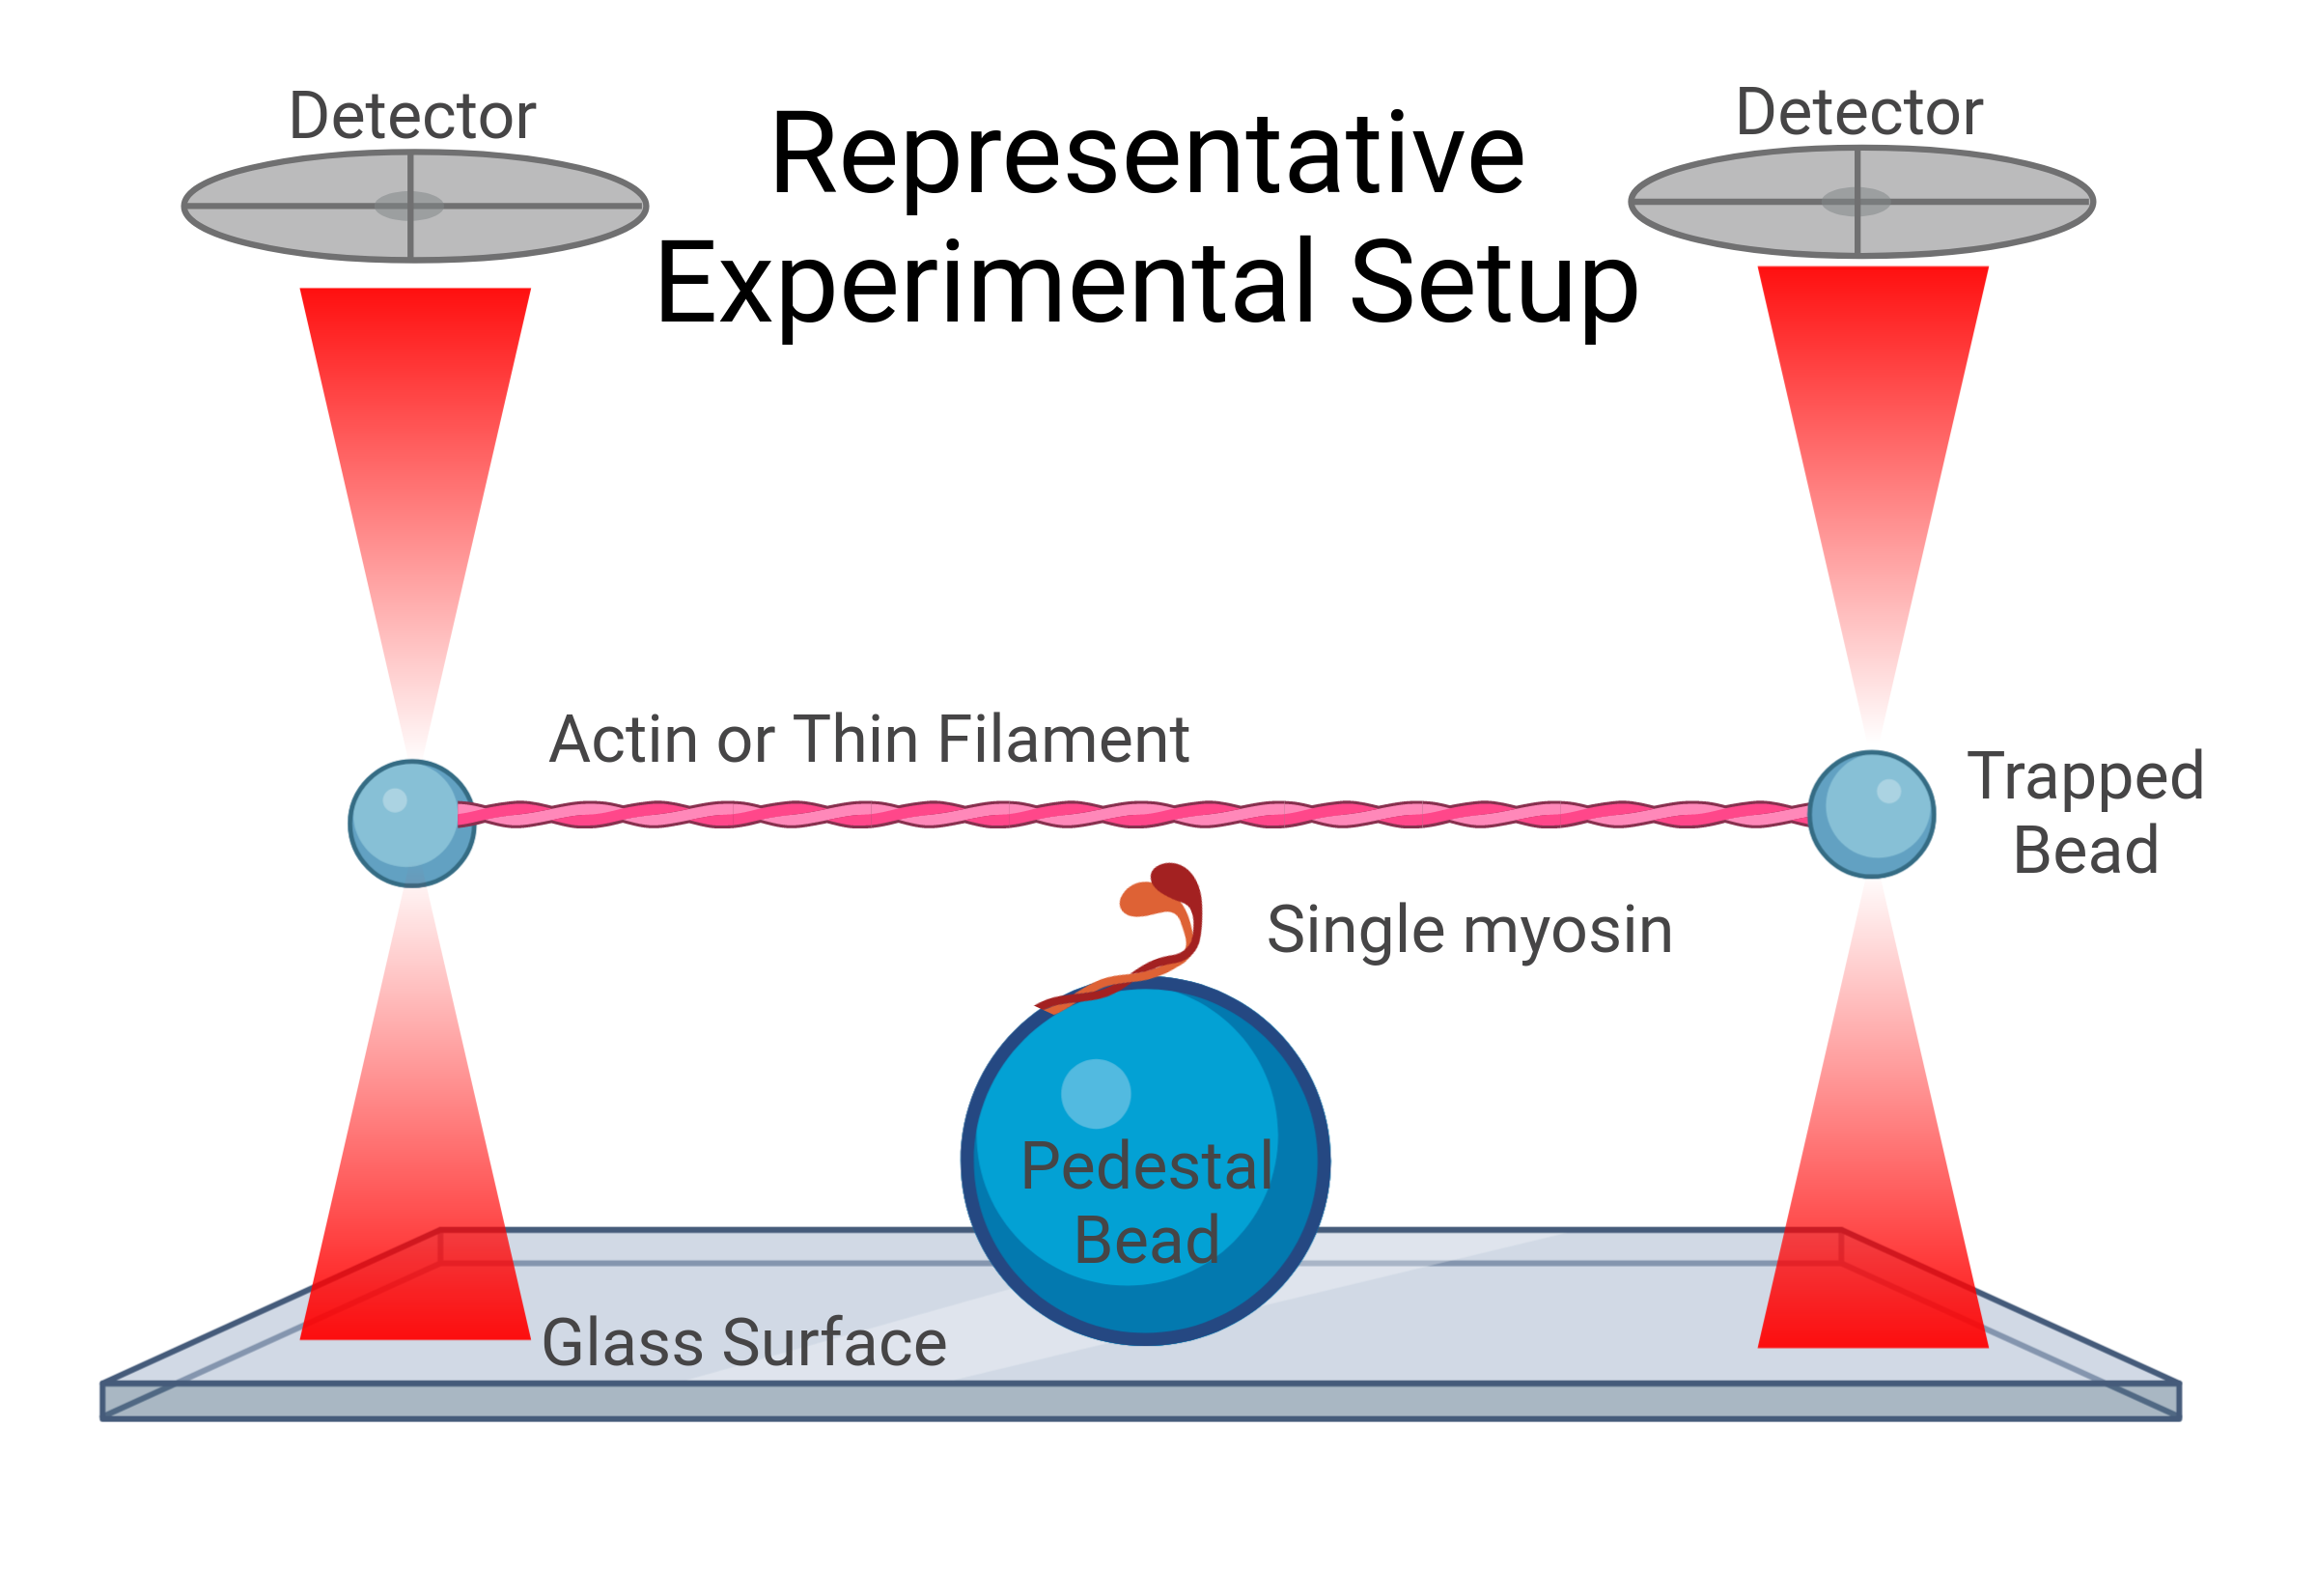 Detector
Representative
Experimental Setup
Detector
Actin or Thin Filament
Trapped
Bead
Single myosin
Pedestal
Bead
Glass Surface